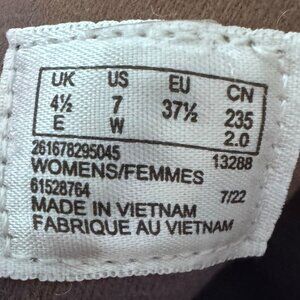 UK US EU CN
4½ 7 37½ 235
E W 2.0
261678295045 13288
WOMENS/FEMMES
61528764 7/22
MADE IN VIETNAM
FABRIQUE AU VIETNAM